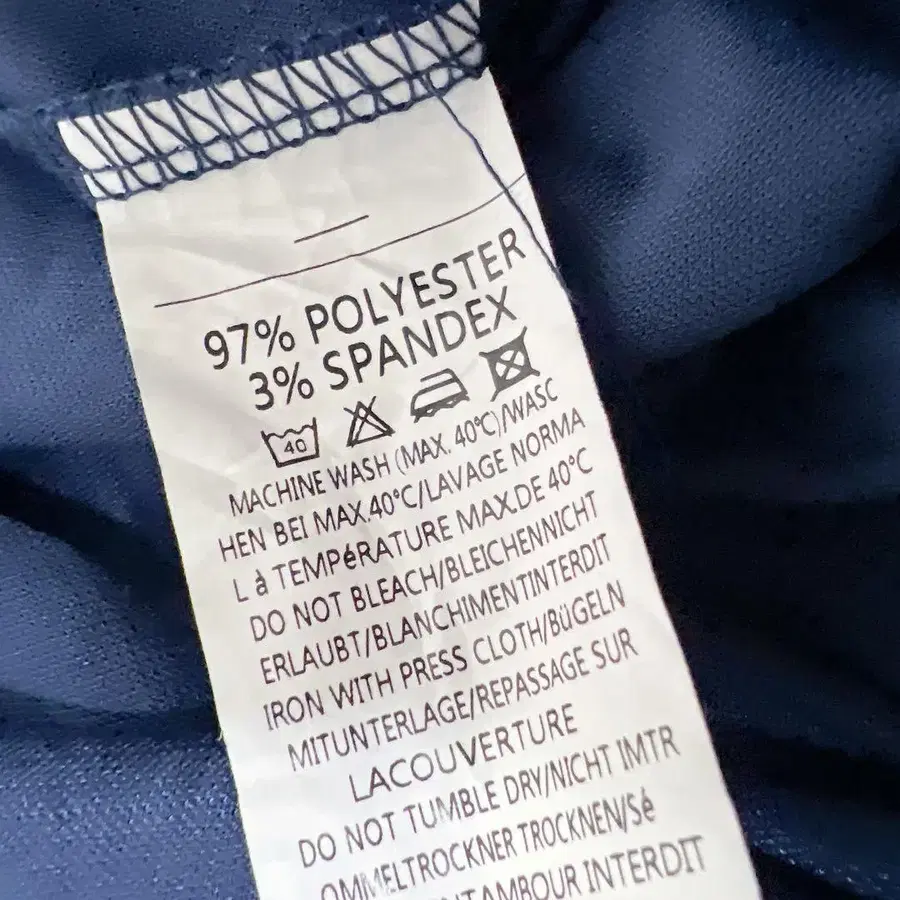 97% POLYESTER
3% SPANDEX
40
MACHINE WASH (MAX. 40℃)/WASC
HEN BEI MAX.40℃/LAVAGE NORMA
L à TEMPéRATURE MAX.DE 40℃
DO NOT BLEACH/BLEICHENNICHT
ERLAUBT/BLANCHIMENTINTERDIT
IRON WITH PRESS CLOTH/BüGELN
MITUNTERLAGE/REPASSAGE SUR
LACOUVERTURE
DO NOT TUMBLE DRY/NICHT IMTR
OMMELTROCKNER TROCKNEN/Sé
NTAMBOUR INTERDIT